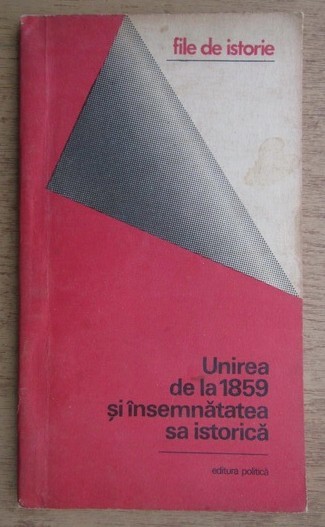 file de istorie
Unirea
de la 1859
și însemnătatea
sa istorică
editura politică